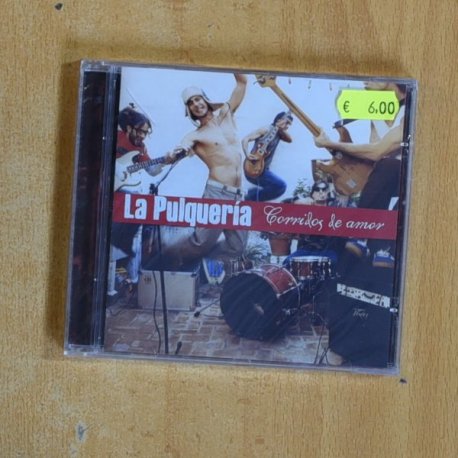 € 6,00
La Pulquería Corridos de amor